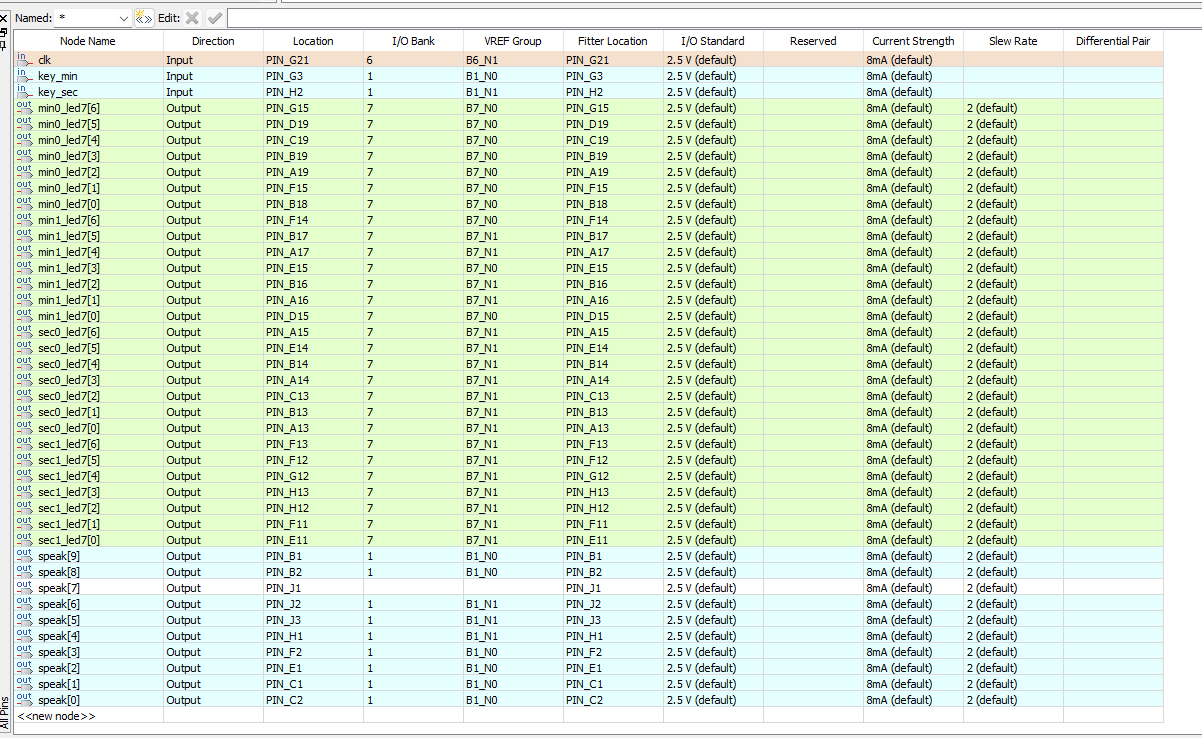 Named: * Edit:
Node Name Direction Location I/O Bank VREF Group Fitter Location I/O Standard Reserved Current Strength Slew Rate Differential Pair
in clk Input PIN_G21 6 B6_N1 PIN_G21 2.5 V (default) 8mA (default)
in key_min Input PIN_G3 1 B1_N1 PIN_G3 2.5 V (default) 8mA (default)
in key_sec Input PIN_H2 1 B1_N1 PIN_H2 2.5 V (default) 8mA (default)
out min0_led7[6] Output PIN_G15 7 B7_N0 PIN_G15 2.5 V (default) 8mA (default) 2 (default)
out min0_led7[5] Output PIN_D19 7 B7_N0 PIN_D19 2.5 V (default) 8mA (default) 2 (default)
out min0_led7[4] Output PIN_C19 7 B7_N0 PIN_C19 2.5 V (default) 8mA (default) 2 (default)
out min0_led7[3] Output PIN_B19 7 B7_N0 PIN_B19 2.5 V (default) 8mA (default) 2 (default)
out min0_led7[2] Output PIN_A19 7 B7_N0 PIN_A19 2.5 V (default) 8mA (default) 2 (default)
out min0_led7[1] Output PIN_F15 7 B7_N0 PIN_F15 2.5 V (default) 8mA (default) 2 (default)
out min0_led7[0] Output PIN_B18 7 B7_N0 PIN_B18 2.5 V (default) 8mA (default) 2 (default)
out min1_led7[6] Output PIN_F14 7 B7_N0 PIN_F14 2.5 V (default) 8mA (default) 2 (default)
out min1_led7[5] Output PIN_B17 7 B7_N1 PIN_B17 2.5 V (default) 8mA (default) 2 (default)
out min1_led7[4] Output PIN_A17 7 B7_N1 PIN_A17 2.5 V (default) 8mA (default) 2 (default)
out min1_led7[3] Output PIN_E15 7 B7_N0 PIN_E15 2.5 V (default) 8mA (default) 2 (default)
out min1_led7[2] Output PIN_B16 7 B7_N1 PIN_B16 2.5 V (default) 8mA (default) 2 (default)
out min1_led7[1] Output PIN_A16 7 B7_N1 PIN_A16 2.5 V (default) 8mA (default) 2 (default)
out min1_led7[0] Output PIN_D15 7 B7_N0 PIN_D15 2.5 V (default) 8mA (default) 2 (default)
out sec0_led7[6] Output PIN_A15 7 B7_N1 PIN_A15 2.5 V (default) 8mA (default) 2 (default)
out sec0_led7[5] Output PIN_E14 7 B7_N1 PIN_E14 2.5 V (default) 8mA (default) 2 (default)
out sec0_led7[4] Output PIN_B14 7 B7_N1 PIN_B14 2.5 V (default) 8mA (default) 2 (default)
out sec0_led7[3] Output PIN_A14 7 B7_N1 PIN_A14 2.5 V (default) 8mA (default) 2 (default)
out sec0_led7[2] Output PIN_C13 7 B7_N1 PIN_C13 2.5 V (default) 8mA (default) 2 (default)
out sec0_led7[1] Output PIN_B13 7 B7_N1 PIN_B13 2.5 V (default) 8mA (default) 2 (default)
out sec0_led7[0] Output PIN_A13 7 B7_N1 PIN_A13 2.5 V (default) 8mA (default) 2 (default)
out sec1_led7[6] Output PIN_F13 7 B7_N1 PIN_F13 2.5 V (default) 8mA (default) 2 (default)
out sec1_led7[5] Output PIN_F12 7 B7_N1 PIN_F12 2.5 V (default) 8mA (default) 2 (default)
out sec1_led7[4] Output PIN_G12 7 B7_N1 PIN_G12 2.5 V (default) 8mA (default) 2 (default)
out sec1_led7[3] Output PIN_H13 7 B7_N1 PIN_H13 2.5 V (default) 8mA (default) 2 (default)
out sec1_led7[2] Output PIN_H12 7 B7_N1 PIN_H12 2.5 V (default) 8mA (default) 2 (default)
out sec1_led7[1] Output PIN_F11 7 B7_N1 PIN_F11 2.5 V (default) 8mA (default) 2 (default)
out sec1_led7[0] Output PIN_E11 7 B7_N1 PIN_E11 2.5 V (default) 8mA (default) 2 (default)
out speak[9] Output PIN_B1 1 B1_N0 PIN_B1 2.5 V (default) 8mA (default) 2 (default)
out speak[8] Output PIN_B2 1 B1_N0 PIN_B2 2.5 V (default) 8mA (default) 2 (default)
out speak[7] Output PIN_J1 PIN_J1 2.5 V (default) 8mA (default) 2 (default)
out speak[6] Output PIN_J2 1 B1_N1 PIN_J2 2.5 V (default) 8mA (default) 2 (default)
out speak[5] Output PIN_J3 1 B1_N1 PIN_J3 2.5 V (default) 8mA (default) 2 (default)
out speak[4] Output PIN_H1 1 B1_N1 PIN_H1 2.5 V (default) 8mA (default) 2 (default)
out speak[3] Output PIN_F2 1 B1_N0 PIN_F2 2.5 V (default) 8mA (default) 2 (default)
out speak[2] Output PIN_E1 1 B1_N0 PIN_E1 2.5 V (default) 8mA (default) 2 (default)
out speak[1] Output PIN_C1 1 B1_N0 PIN_C1 2.5 V (default) 8mA (default) 2 (default)
out speak[0] Output PIN_C2 1 B1_N0 PIN_C2 2.5 V (default) 8mA (default) 2 (default)
<<new node>>
All Pins